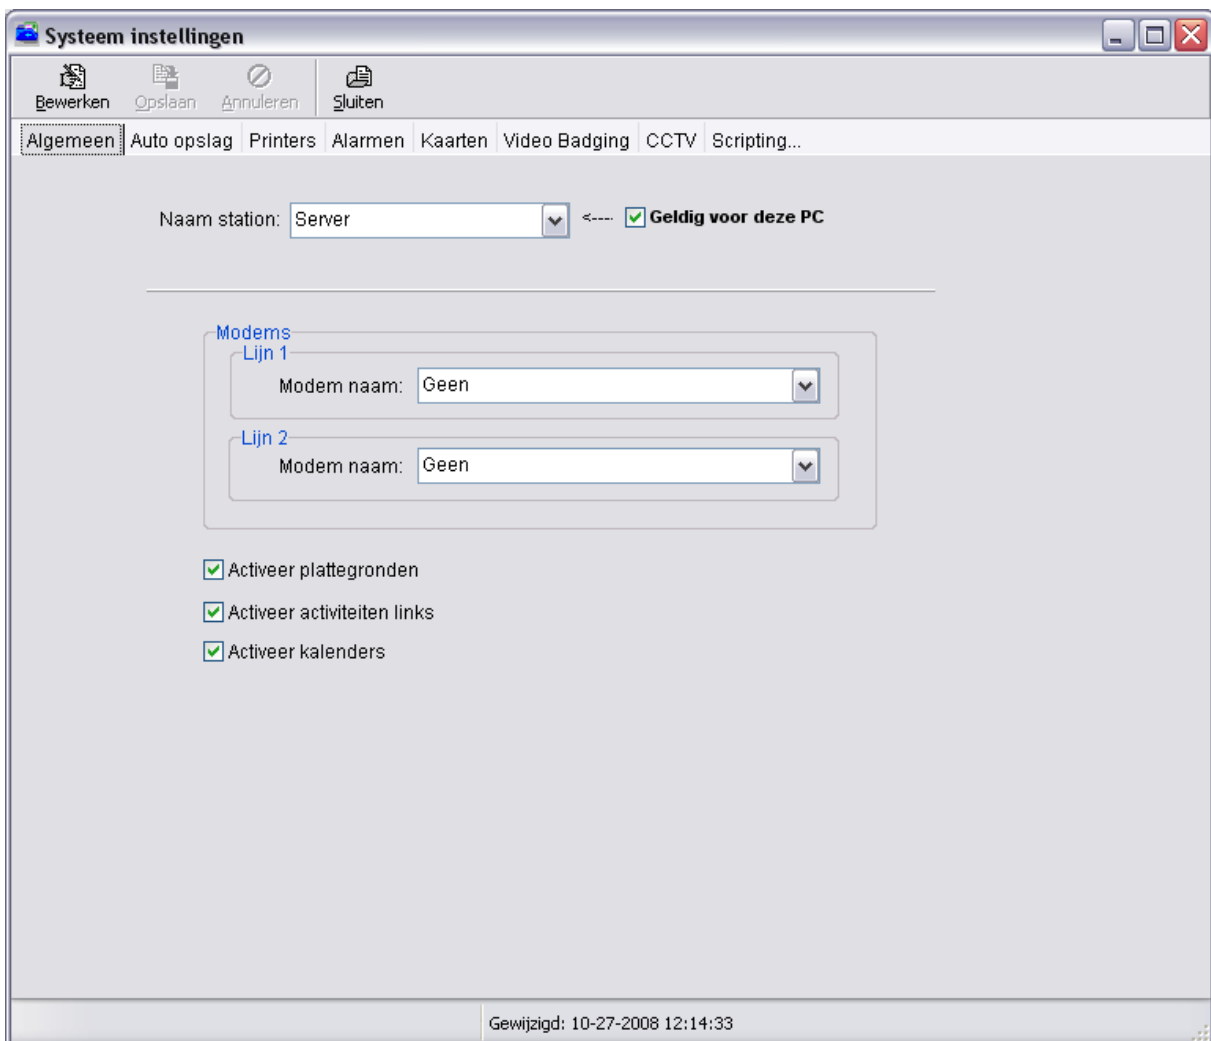 Systeem instellingen
Bewerken Opslaan Annuleren Sluiten
Algemeen Auto opslag Printers Alarmen Kaarten Video Badging CCTV Scripting...
Naam station: Server <---- Geldig voor deze PC
Modems
Lijn 1
Modem naam: Geen
Lijn 2
Modem naam: Geen
Activeer plattegronden
Activeer activiteiten links
Activeer kalenders
Gewijzigd: 10-27-2008 12:14:33